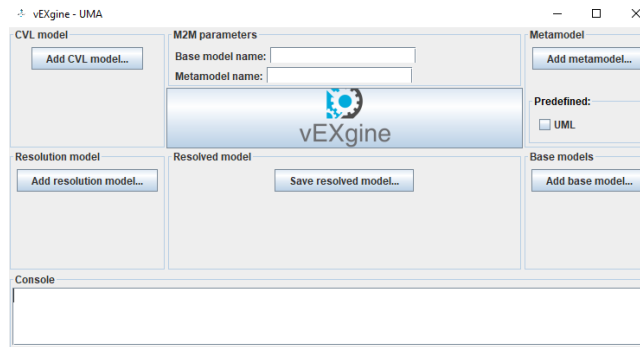 vEXgine - UMA
CVL model
Add CVL model...
M2M parameters
Base model name:
Metamodel name:
Metamodel
Add metamodel...
vEXgine
Predefined:
UML
Resolution model
Add resolution model...
Resolved model
Save resolved model...
Base models
Add base model...
Console